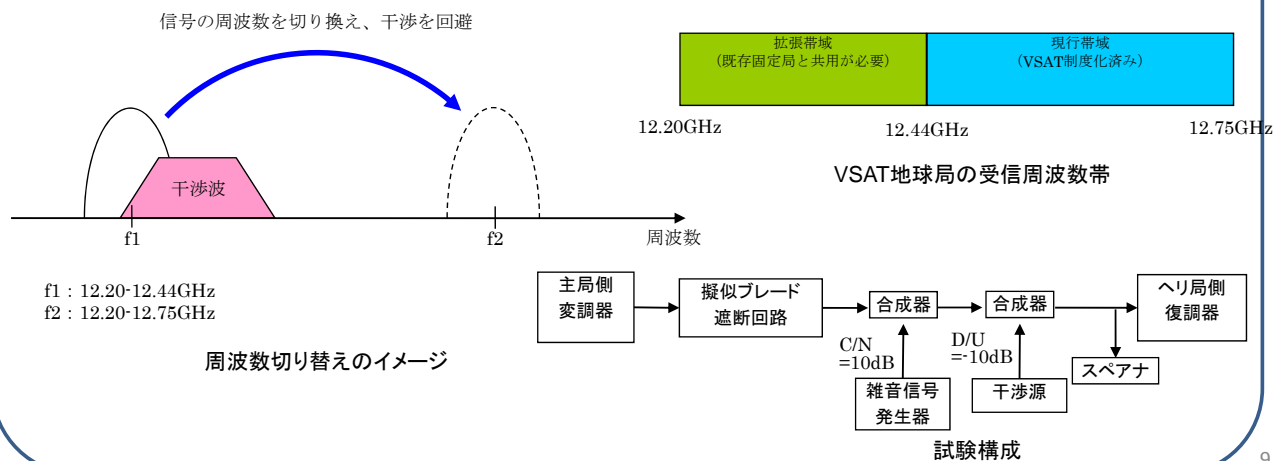 信号の周波数を切り換え、干渉を回避
干渉波
f1
f2
周波数
f1：12.20-12.44GHz
f2：12.20-12.75GHz
周波数切り替えのイメージ
拡張帯域
（既存固定局と共用が必要）
現行帯域
（VSAT制度化済み）
12.20GHz
12.44GHz
12.75GHz
VSAT地球局の受信周波数帯
主局側
変調器
擬似ブレード
遮断回路
合成器
合成器
ヘリ局側
復調器
C/N
=10dB
D/U
=-10dB
スペアナ
雑音信号
発生器
干渉源
試験構成
9